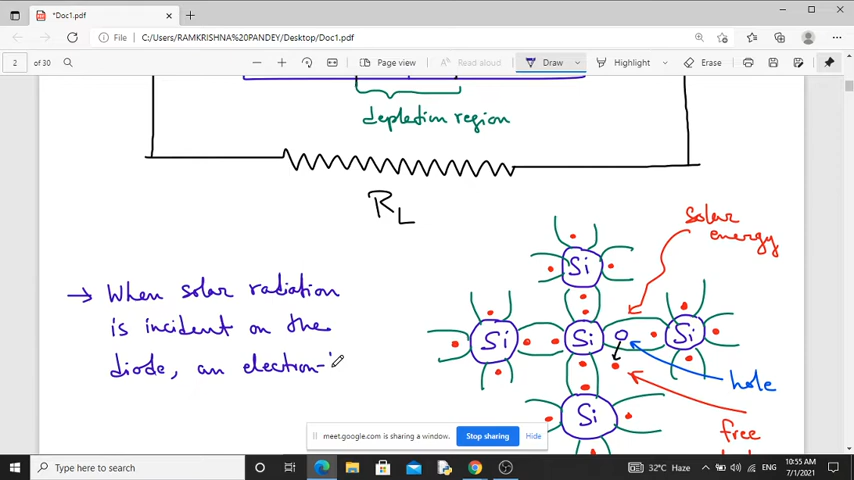 *Doc1.pdf
File
C:/Users/RAMKRISHNA%20PANDEY/Desktop/Doc1.pdf
2 of 30
Page view
Read aloud
Draw
Highlight
Erase
depletion region
RL
solar
energy
Si
→ When solar radiation
is incident on the
diode, an electron-
Si
Si
Si
hole
Si
free
meet.google.com is sharing a window.
Stop sharing
Hide
Type here to search
32°C Haze
ENG
10:55 AM
7/1/2021